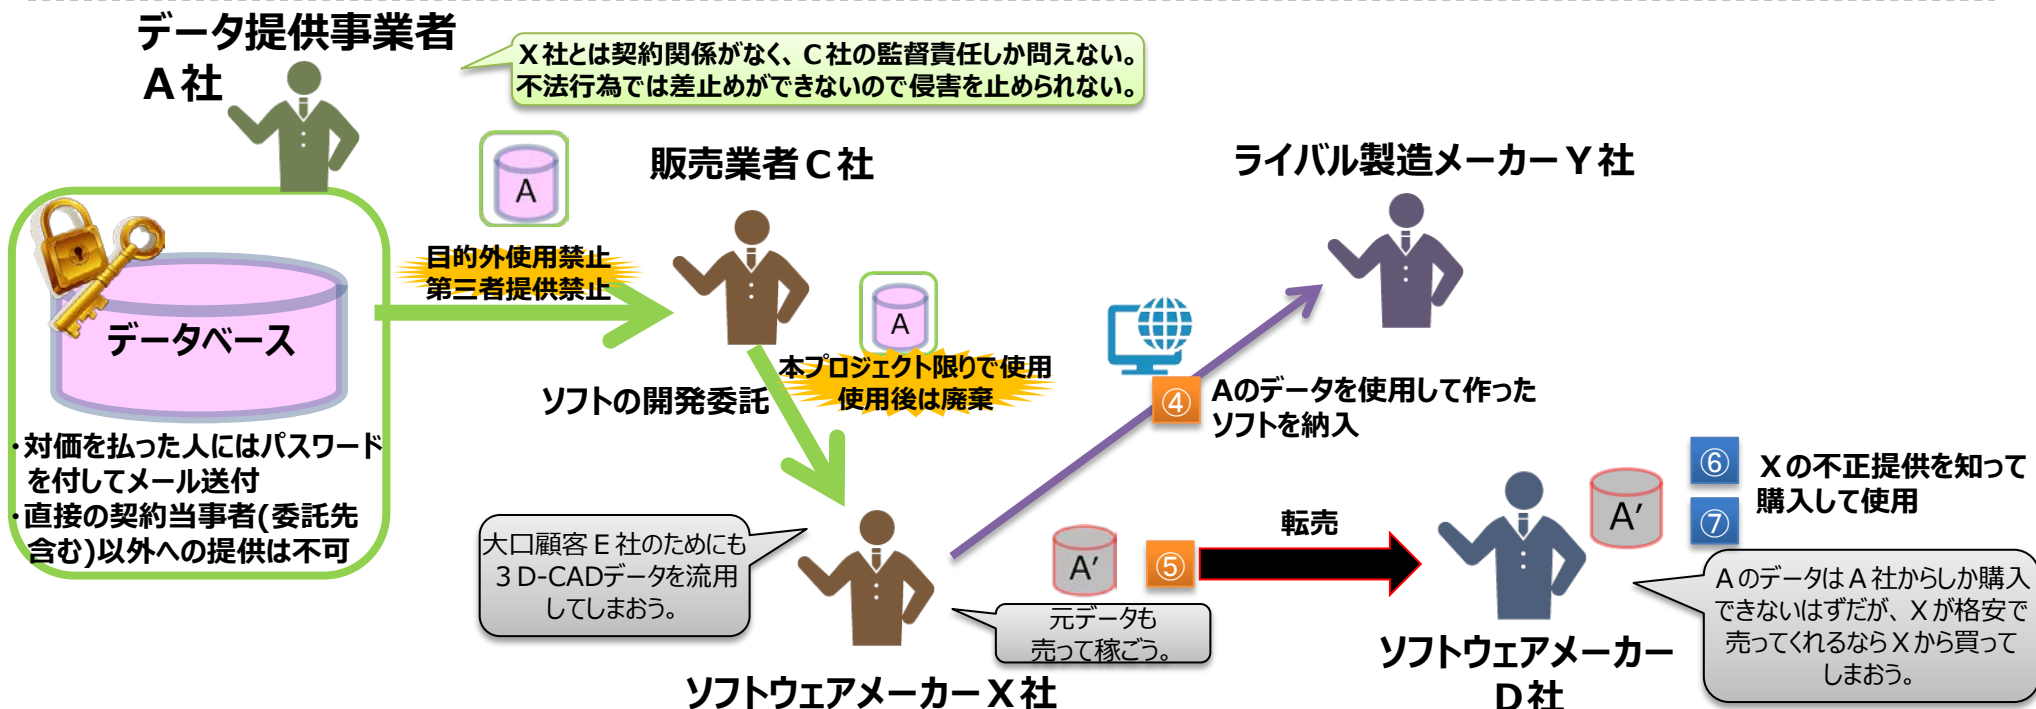 データ提供事業者
A社
X社とは契約関係がなく、C社の監督責任しか問えない。
不法行為では差止めができないので侵害を止められない。
A
目的外使用禁止
第三者提供禁止
販売業者C社
ライバル製造メーカーY社
データベース
・対価を払った人にはパスワード
を付してメール送付
・直接の契約当事者(委託先
含む)以外への提供は不可
A
本プロジェクト限りで使用
使用後は廃棄
ソフトの開発委託
④
Aのデータを使用して作った
ソフトを納入
大口顧客E社のためにも
3D-CADデータを流用
してしまおう。
A’
⑤
転売
元データも
売って稼ごう。
ソフトウェアメーカーX社
A’
⑥
⑦
Xの不正提供を知って
購入して使用
AのデータはA社からしか購入
できないはずだが、Xが格安で
売ってくれるならXから買って
しまおう。
ソフトウェアメーカー
D社